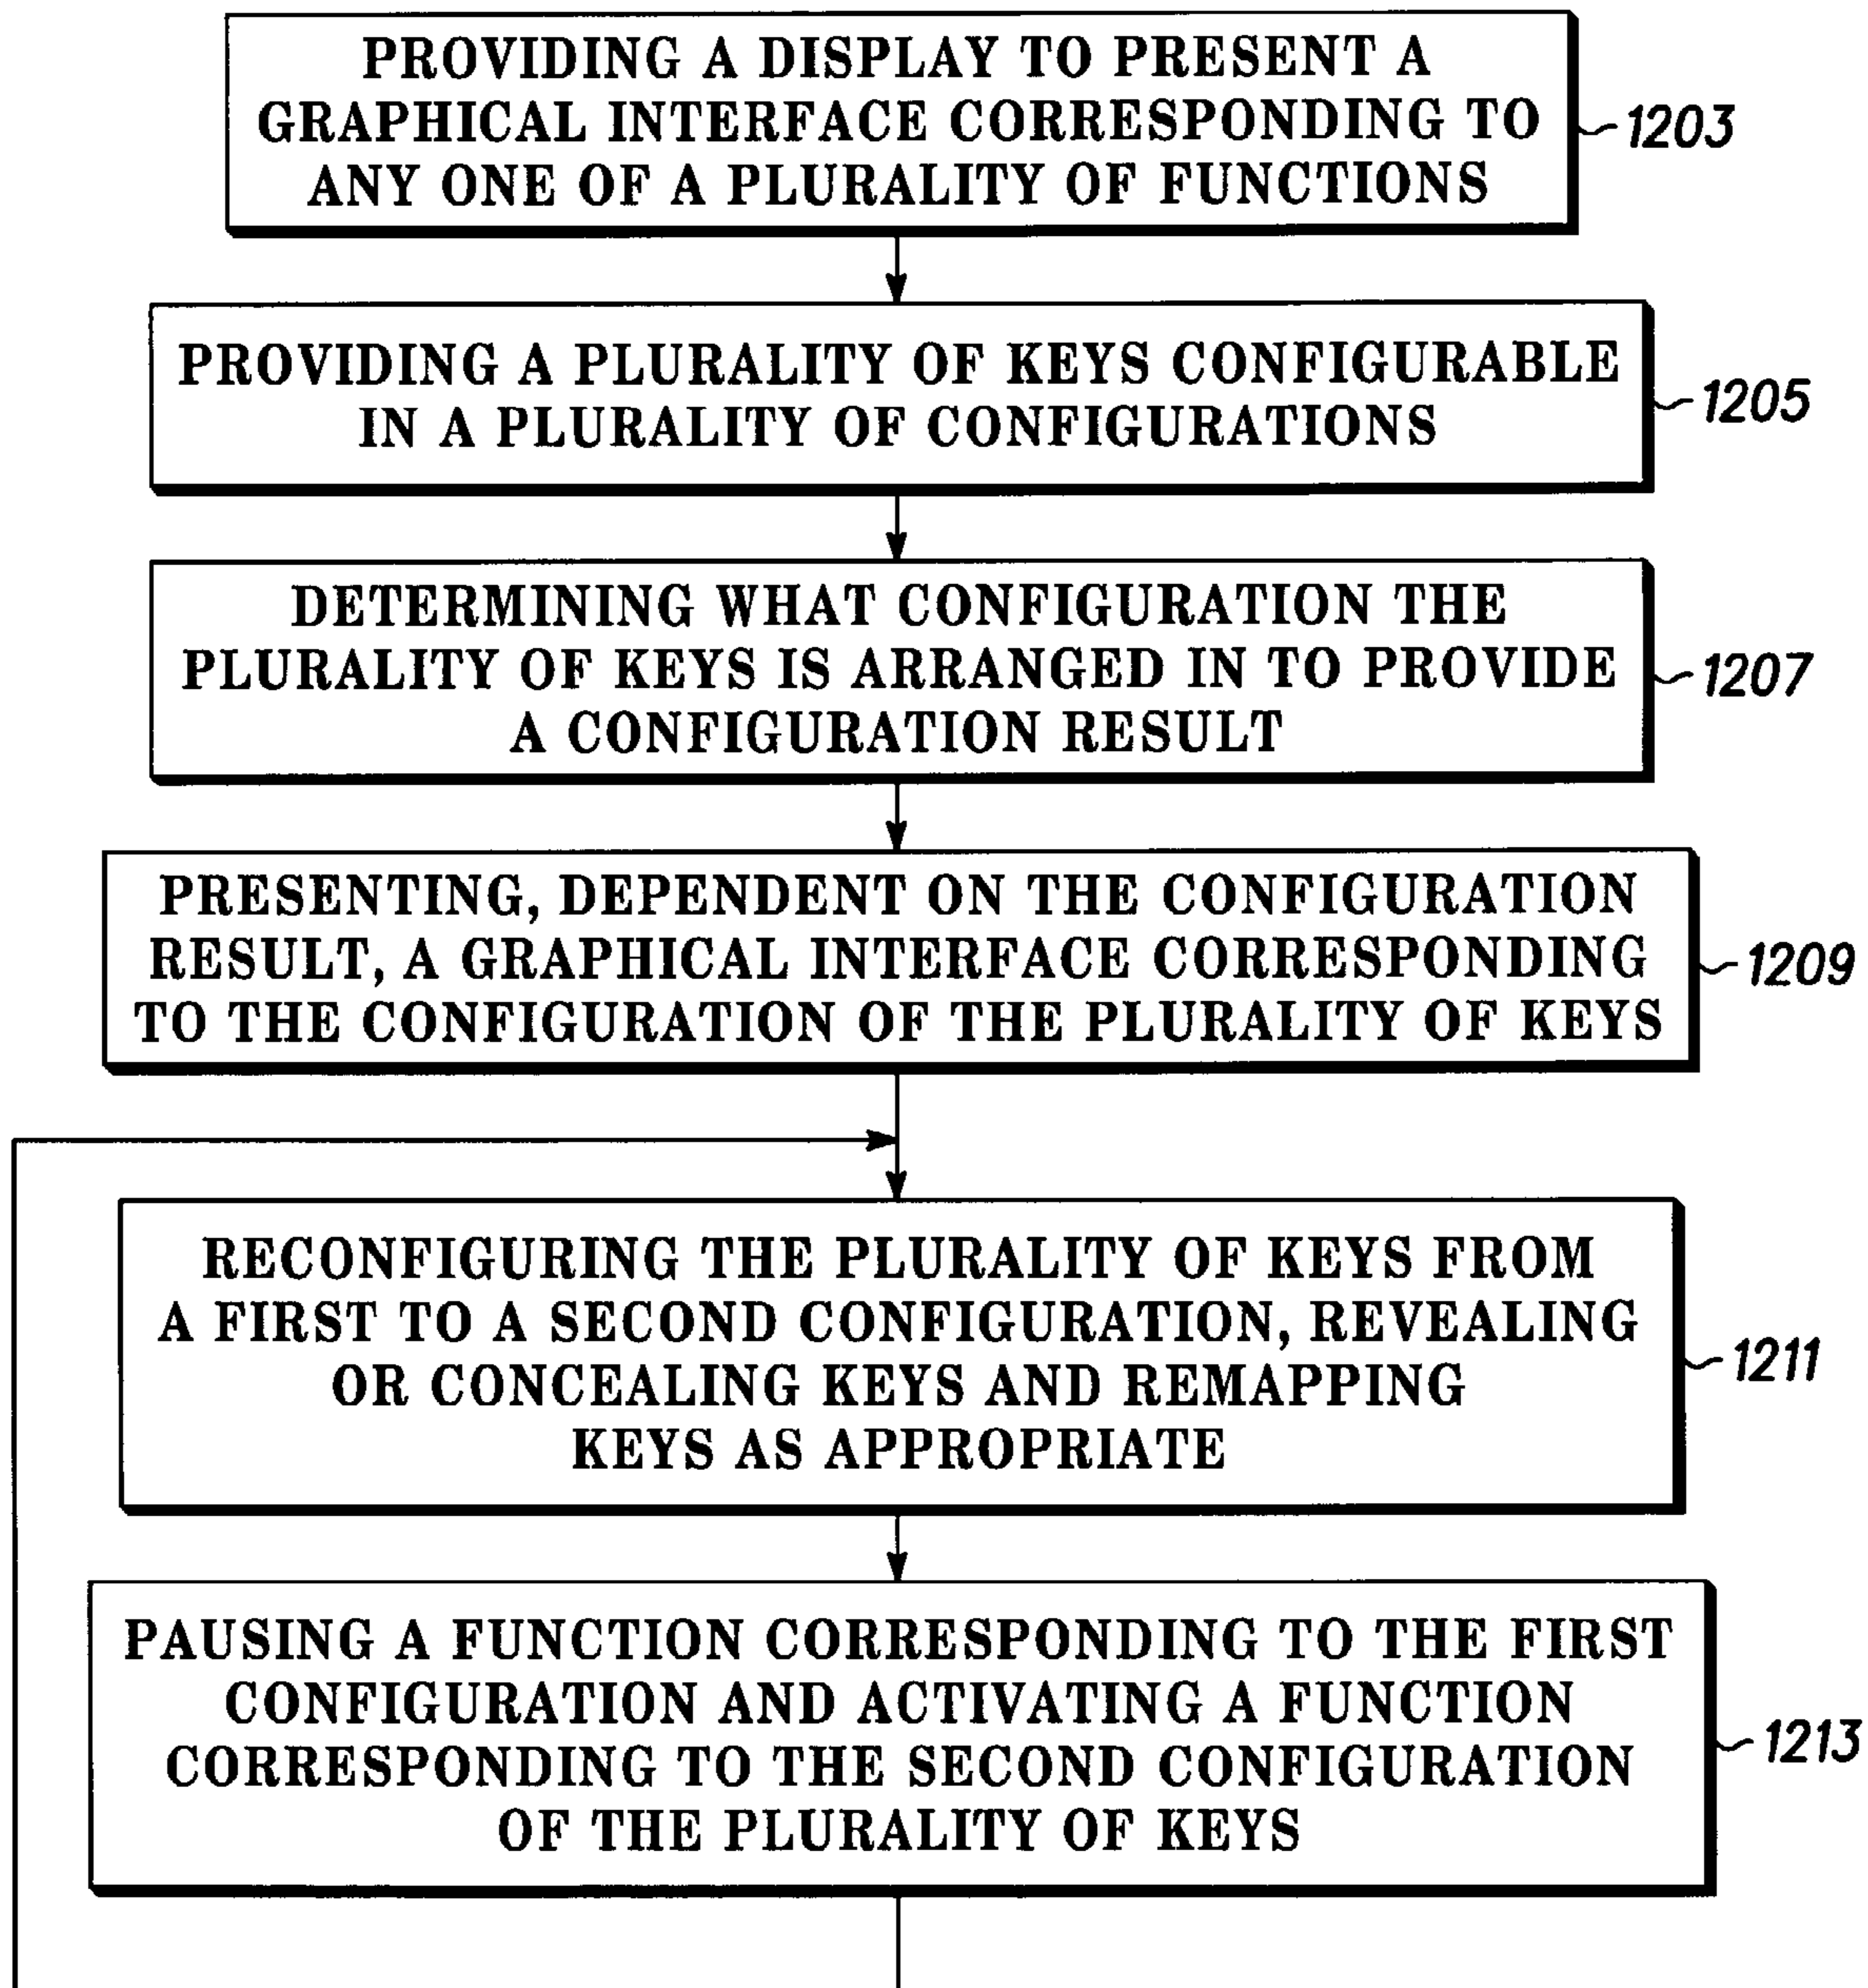 PROVIDING A DISPLAY TO PRESENT A
GRAPHICAL INTERFACE CORRESPONDING TO
ANY ONE OF A PLURALITY OF FUNCTIONS
1203
PROVIDING A PLURALITY OF KEYS CONFIGURABLE
IN A PLURALITY OF CONFIGURATIONS
1205
DETERMINING WHAT CONFIGURATION THE
PLURALITY OF KEYS IS ARRANGED IN TO PROVIDE
A CONFIGURATION RESULT
1207
PRESENTING, DEPENDENT ON THE CONFIGURATION
RESULT, A GRAPHICAL INTERFACE CORRESPONDING
TO THE CONFIGURATION OF THE PLURALITY OF KEYS
1209
RECONFIGURING THE PLURALITY OF KEYS FROM
A FIRST TO A SECOND CONFIGURATION, REVEALING
OR CONCEALING KEYS AND REMAPPING
KEYS AS APPROPRIATE
1211
PAUSING A FUNCTION CORRESPONDING TO THE FIRST
CONFIGURATION AND ACTIVATING A FUNCTION
CORRESPONDING TO THE SECOND CONFIGURATION
OF THE PLURALITY OF KEYS
1213